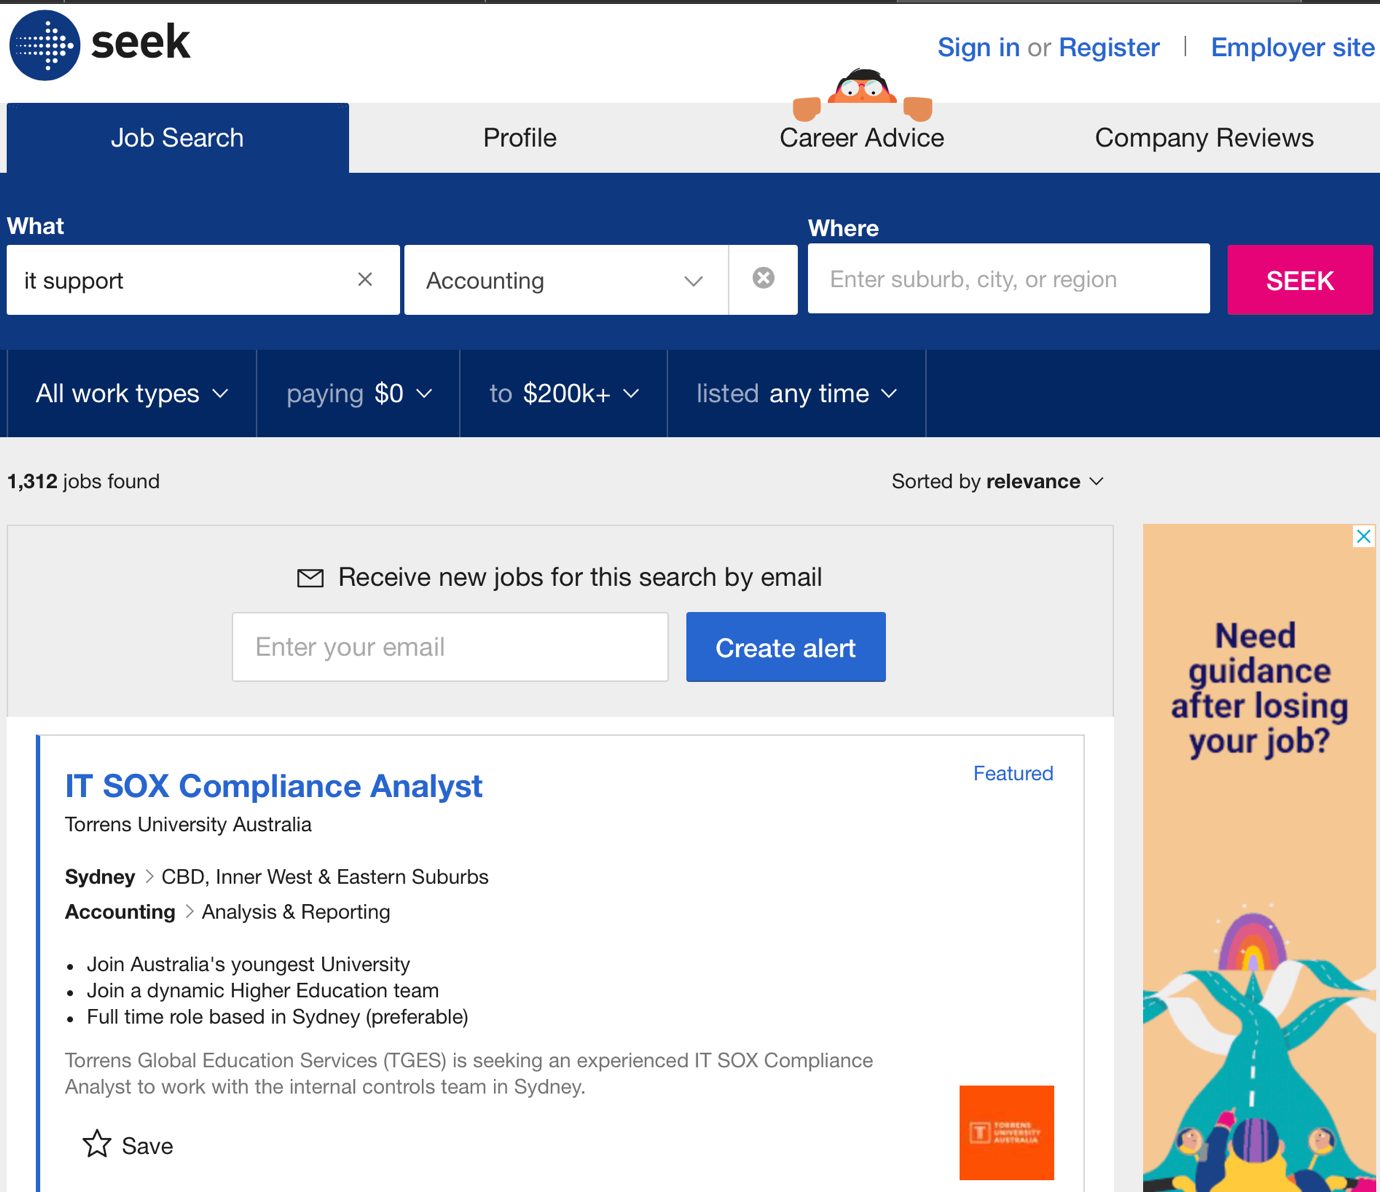 seek
Sign in or Register | Employer site
Job Search
Profile
Career Advice
Company Reviews
What
Where
it support
Accounting
Enter suburb, city, or region
SEEK
All work types
paying $0
to $200k+
listed any time
1,312 jobs found
Sorted by relevance
Receive new jobs for this search by email
Enter your email
Create alert
Need
guidance
after losing
your job?
IT SOX Compliance Analyst
Featured
Torrens University Australia
Sydney > CBD, Inner West & Eastern Suburbs
Accounting > Analysis & Reporting
• Join Australia's youngest University
• Join a dynamic Higher Education team
• Full time role based in Sydney (preferable)
Torrens Global Education Services (TGES) is seeking an experienced IT SOX Compliance
Analyst to work with the internal controls team in Sydney.
Save
T
TORRENS
UNIVERSITY
AUSTRALIA